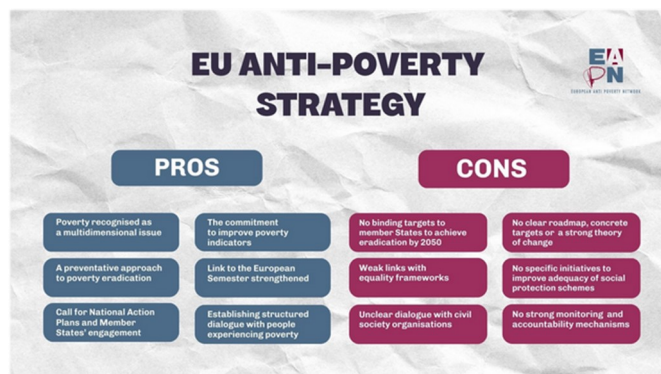 EU ANTI-POVERTY
STRATEGY
EAPN
EUROPEAN ANTI POVERTY NETWORK
PROS
Poverty recognised as
a multidimensional issue
The commitment
to improve poverty
indicators
A preventative approach
to poverty eradication
Link to the European
Semester strengthened
Call for National Action
Plans and Member
States' engagement
Establishing structured
dialogue with people
experiencing poverty
CONS
No binding targets to
member States to achieve
eradication by 2050
No clear roadmap, concrete
targets or a strong theory
of change
Weak links with
equality frameworks
No specific initiatives to
improve adequacy of social
protection schemes
Unclear dialogue with civil
society organisations
No strong monitoring and
accountability mechanisms